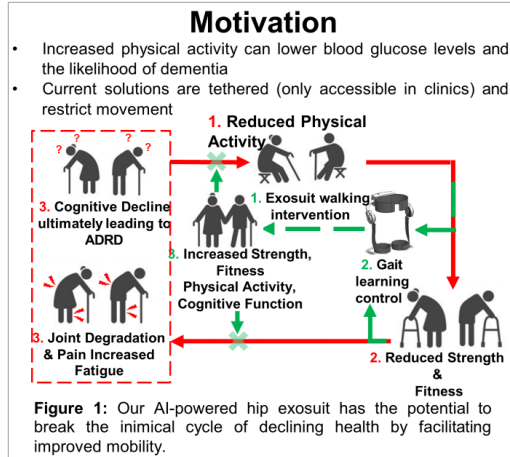 Motivation
• Increased physical activity can lower blood glucose levels and
the likelihood of dementia
• Current solutions are tethered (only accessible in clinics) and
restrict movement
1. Reduced Physical
Activity
? ? ? ?
3. Cognitive Decline
ultimately leading to
ADRD
1. Exosuit walking
intervention
3. Increased Strength,
Fitness
Physical Activity,
Cognitive Function
2. Gait
learning
control
3. Joint Degradation
& Pain Increased
Fatigue
2. Reduced Strength
&
Fitness
Figure 1: Our AI-powered hip exosuit has the potential to
break the inimical cycle of declining health by facilitating
improved mobility.